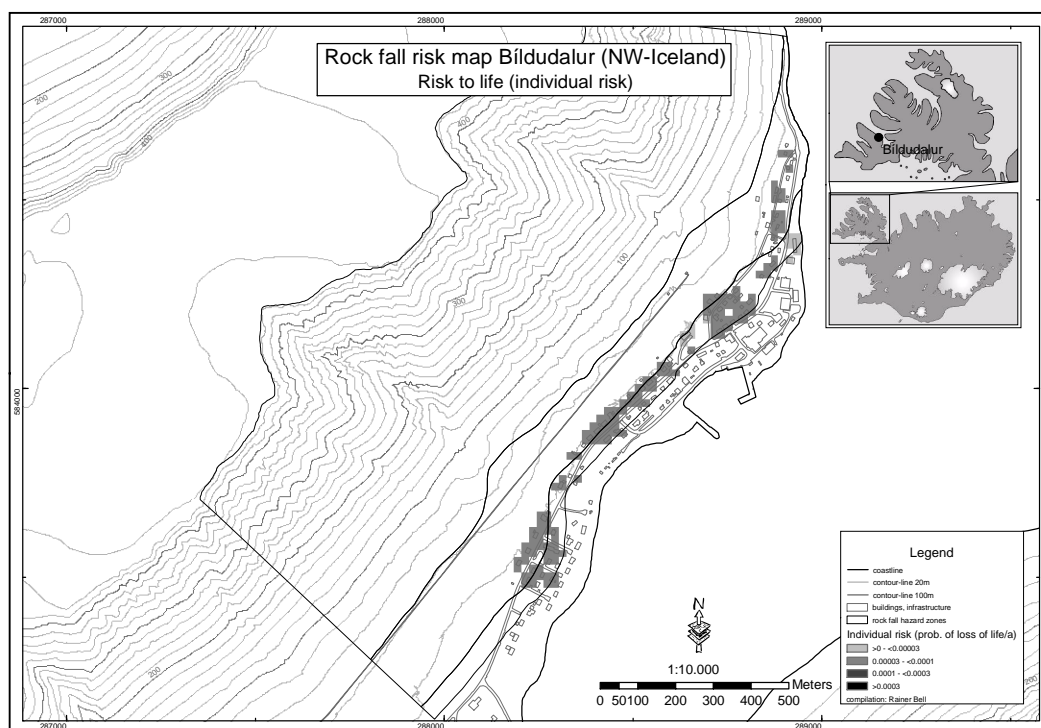 287000
288000
289000
Rock fall risk map Bíldudalur (NW-Iceland)
Risk to life (individual risk)
Bíldudalur
300
200
400
400
100
300
200
200
584000
N
1:10.000
Meters
0 50100 200 300 400 500
Legend
coastline
contour-line 20m
contour-line 100m
buildings, infrastructure
rock fall hazard zones
Individual risk (prob. of loss of life/a)
>0 - <0.00003
0.00003 - <0.0001
0.0001 - <0.0003
>0.0003
compilation: Rainer Bell
287000
288000
289000